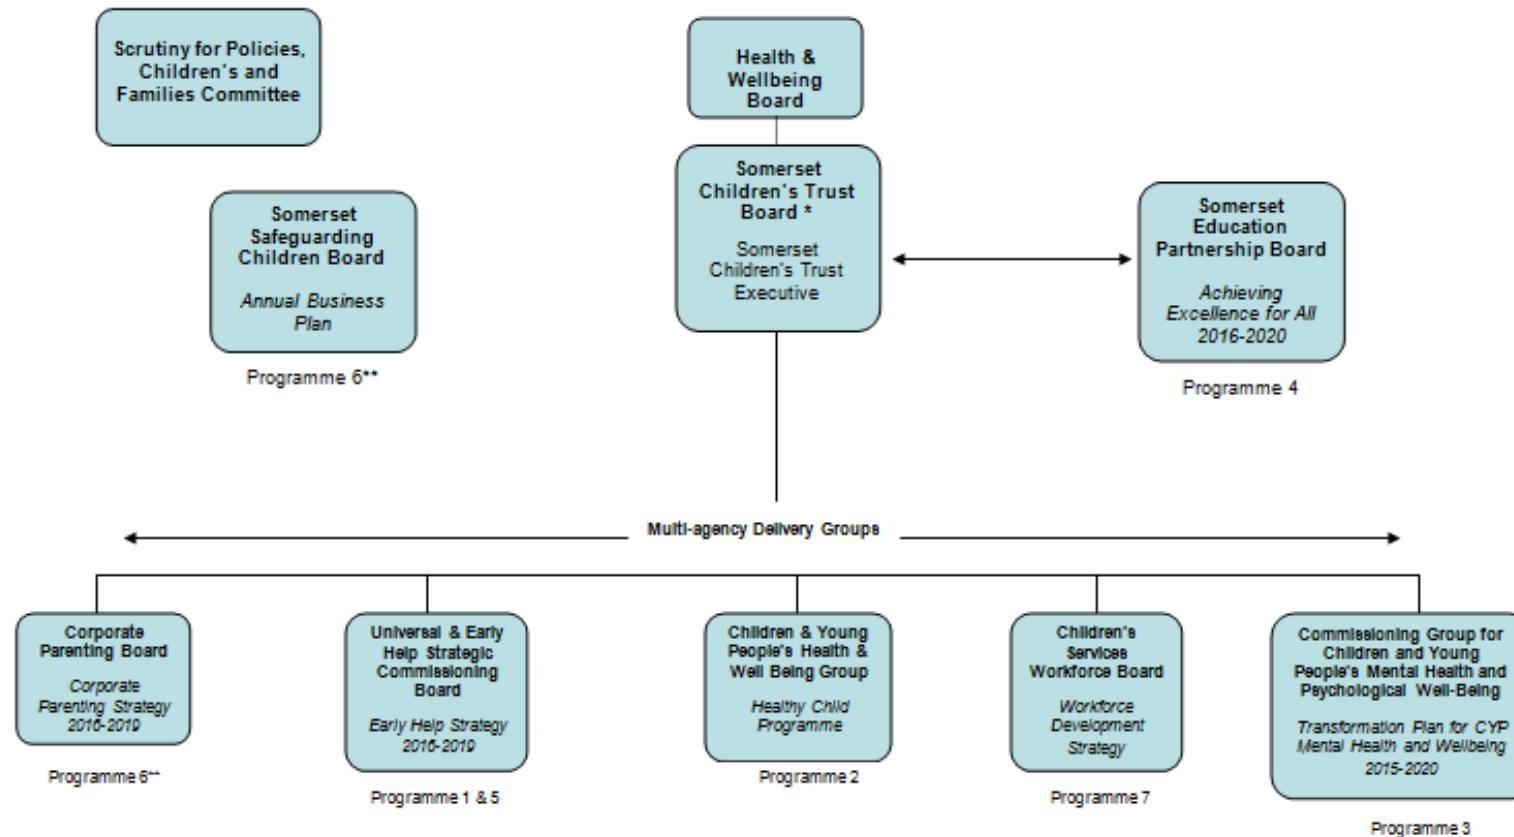 Scrutiny for Policies,
Children's and
Families Committee
Health &
Wellbeing
Board
Somerset
Children's Trust
Board *
Somerset
Children's Trust
Executive
Somerset
Safeguarding
Children Board
Annual Business
Plan
Programme 6**
Somerset
Education
Partnership Board
Achieving
Excellence for All
2016-2020
Programme 4
Multi-agency Delivery Groups
Corporate
Parenting Board
Corporate
Parenting Strategy
2016-2019
Programme 6**
Universal & Early
Help Strategic
Commissioning
Board
Early Help Strategy
2016-2019
Programme 1 & 5
Children & Young
People's Health &
Well Being Group
Healthy Child
Programme
Programme 2
Children's
Services
Workforce Board
Workforce
Development
Strategy
Programme 7
Commissioning Group for
Children and Young
People's Mental Health and
Psychological Well-Being
Transformation Plan for CYP
Mental Health and Wellbeing
2015-2020
Programme 3